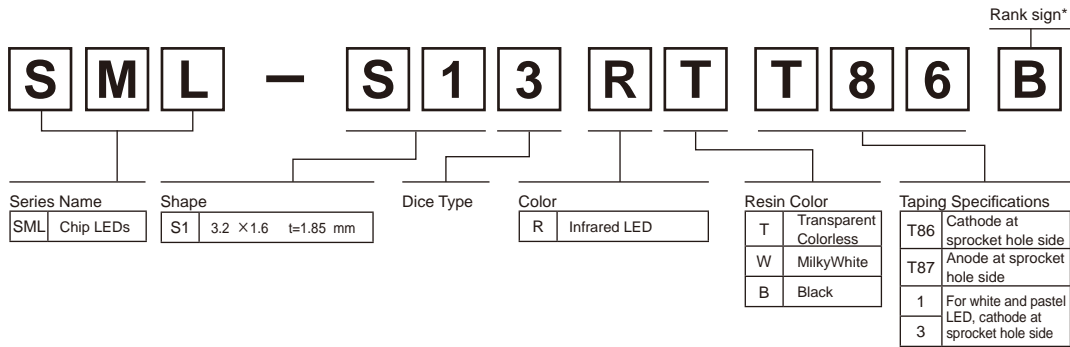 Rank sign*
S M L – S 1 3 R T T 8 6 B
Series Name
SML Chip LEDs
Shape
S1 3.2 ×1.6 t=1.85 mm
Dice Type
Color
R Infrared LED
Resin Color
T Transparent
Colorless
W MilkyWhite
B Black
Taping Specifications
T86 Cathode at
sprocket hole side
T87 Anode at sprocket
hole side
1 For white and pastel
LED, cathode at
3 sprocket hole side